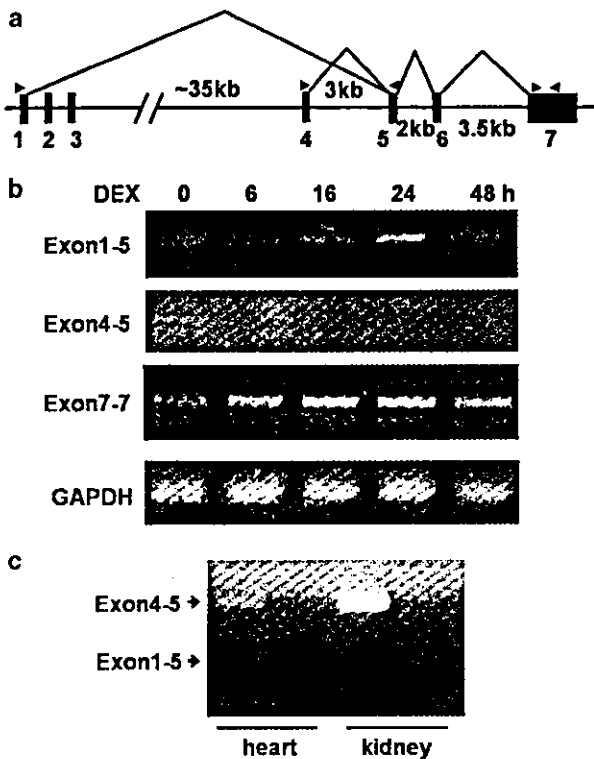 a
~35kb 3kb 2kb 3.5kb
1 2 3 4 5 6 7
b
DEX 0 6 16 24 48 h
Exon1-5
Exon4-5
Exon7-7
GAPDH
c
Exon4-5
Exon1-5
heart kidney